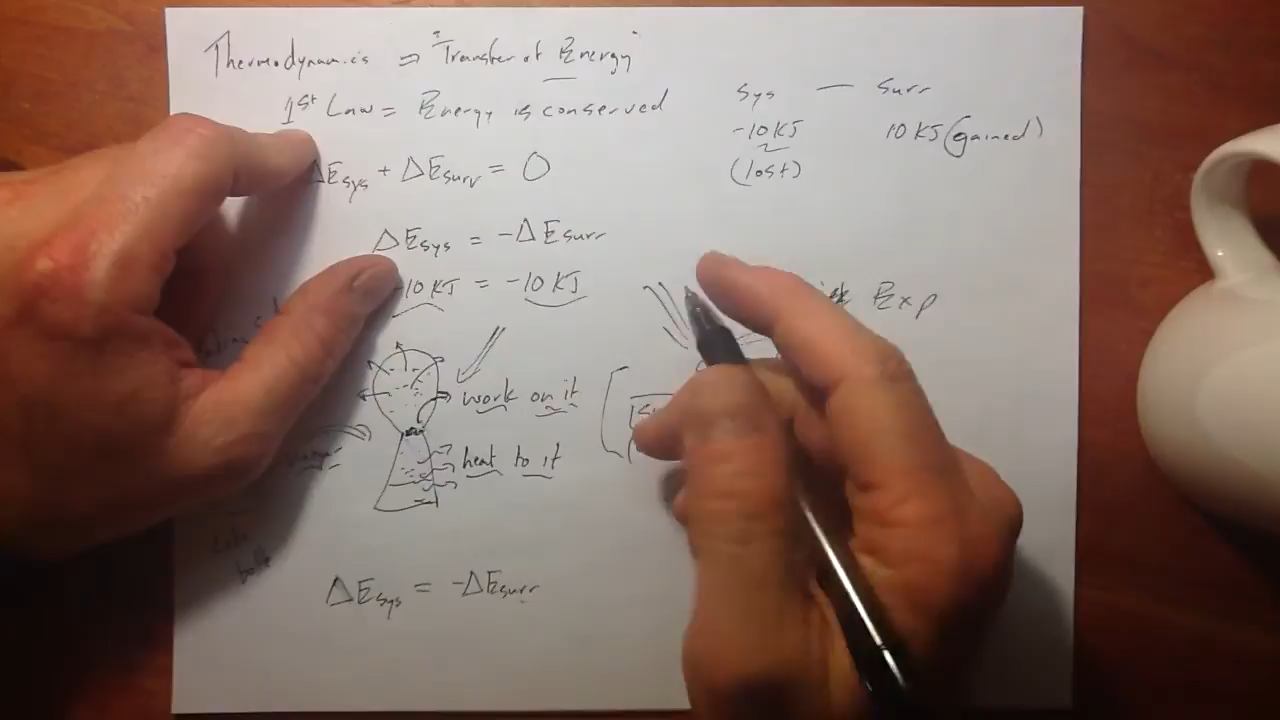 Thermodynamics ⇒ "Transfer of Energy"
1st Law = Energy is conserved
Sys — Surr
-10 KJ 10 KJ (gained)
(lost)
ΔEsys + ΔEsurr = 0
ΔEsys = -ΔEsurr
-10 KJ = -10 KJ
Exp
work on it
heat to it
ΔEsys = -ΔEsurr